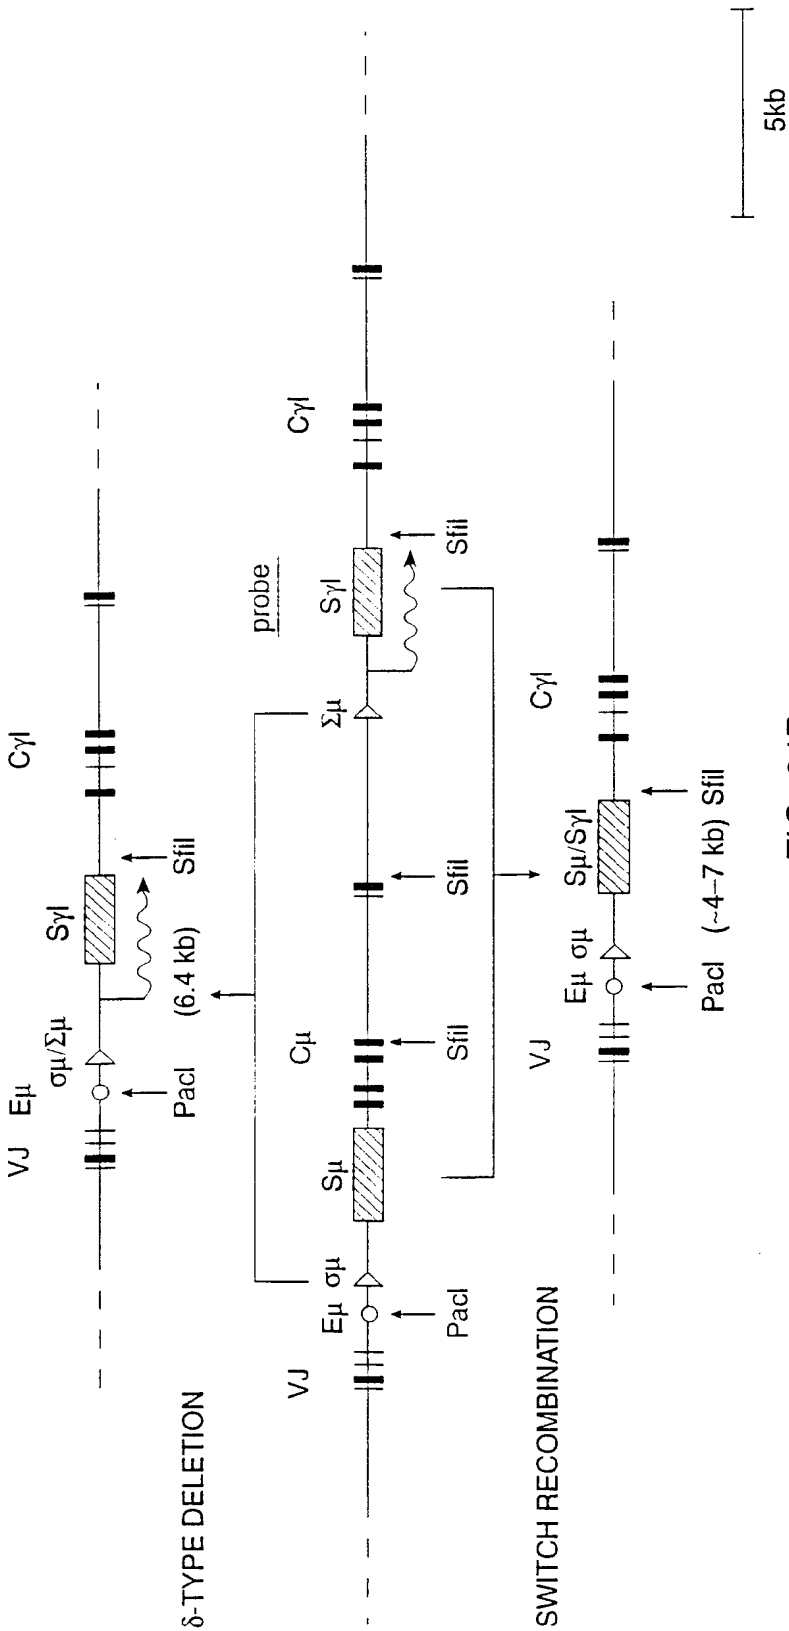 δ-TYPE DELETION
VJ Eμ σμ/Σμ Sγl Cγl
PacI (6.4 kb) SfiI
probe
VJ Eμ σμ Sμ Cμ Σμ Sγl Cγl
PacI SfiI SfiI SfiI
SWITCH RECOMBINATION
VJ Eμ σμ Sμ/Sγl Cγl
PacI (~4–7 kb) SfiI
5kb